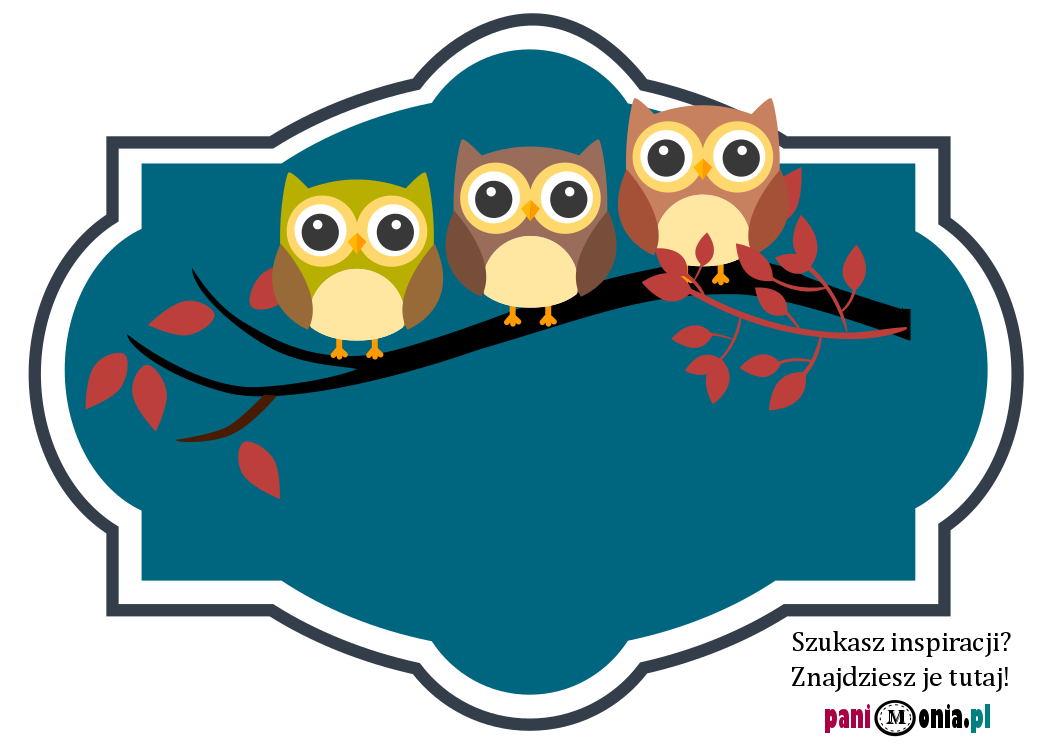 Szukasz inspiracji?
Znajdziesz je tutaj!
paniMonia.pl